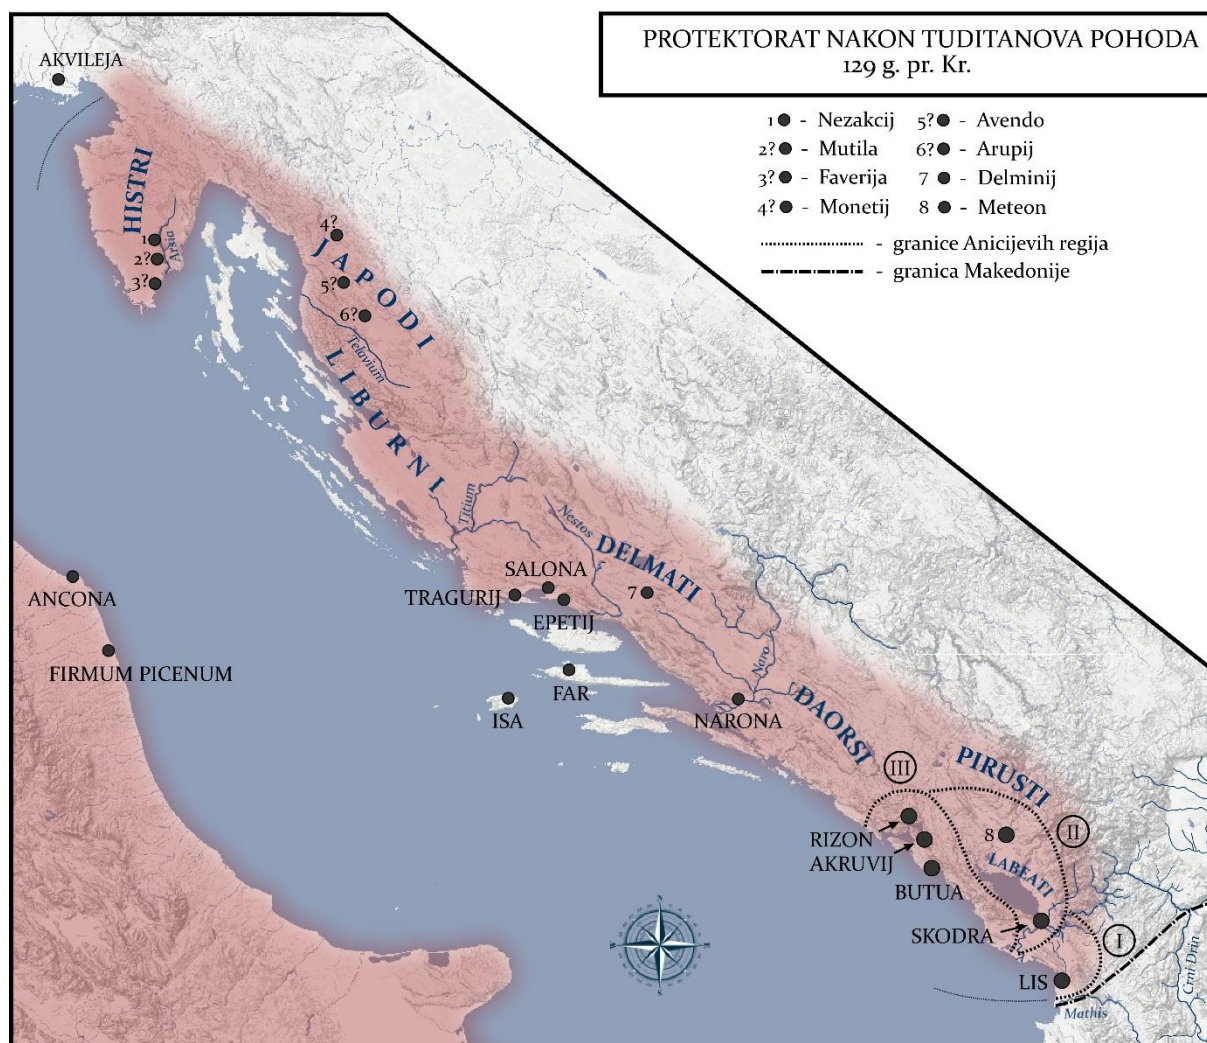 PROTEKTORAT NAKON TUDITANOVA POHODA
129 g. pr. Kr.
1 - Nezakcij
5? - Avendo
2? - Mutila
6? - Arupij
3? - Faverija
7 - Delminij
4? - Monetij
8 - Meteon
- granice Anicijevih regija
- granica Makedonije
AKVILEJA
HISTRI
1
2?
3?
Arsia
4?
JAPODI
5?
6?
Telavium
LIBURNI
Titium
Nestos
DELMATI
SALONA
TRAGURIJ
EPETIJ
7
ANCONA
FIRMUM PICENUM
FAR
ISA
Naro
NARONA
ĐAORSI
PIRUSTI
III
II
RIZON
AKRUVIJ
8
LABEATI
BUTUA
SKODRA
I
LIS
Mathis
Crni Drin